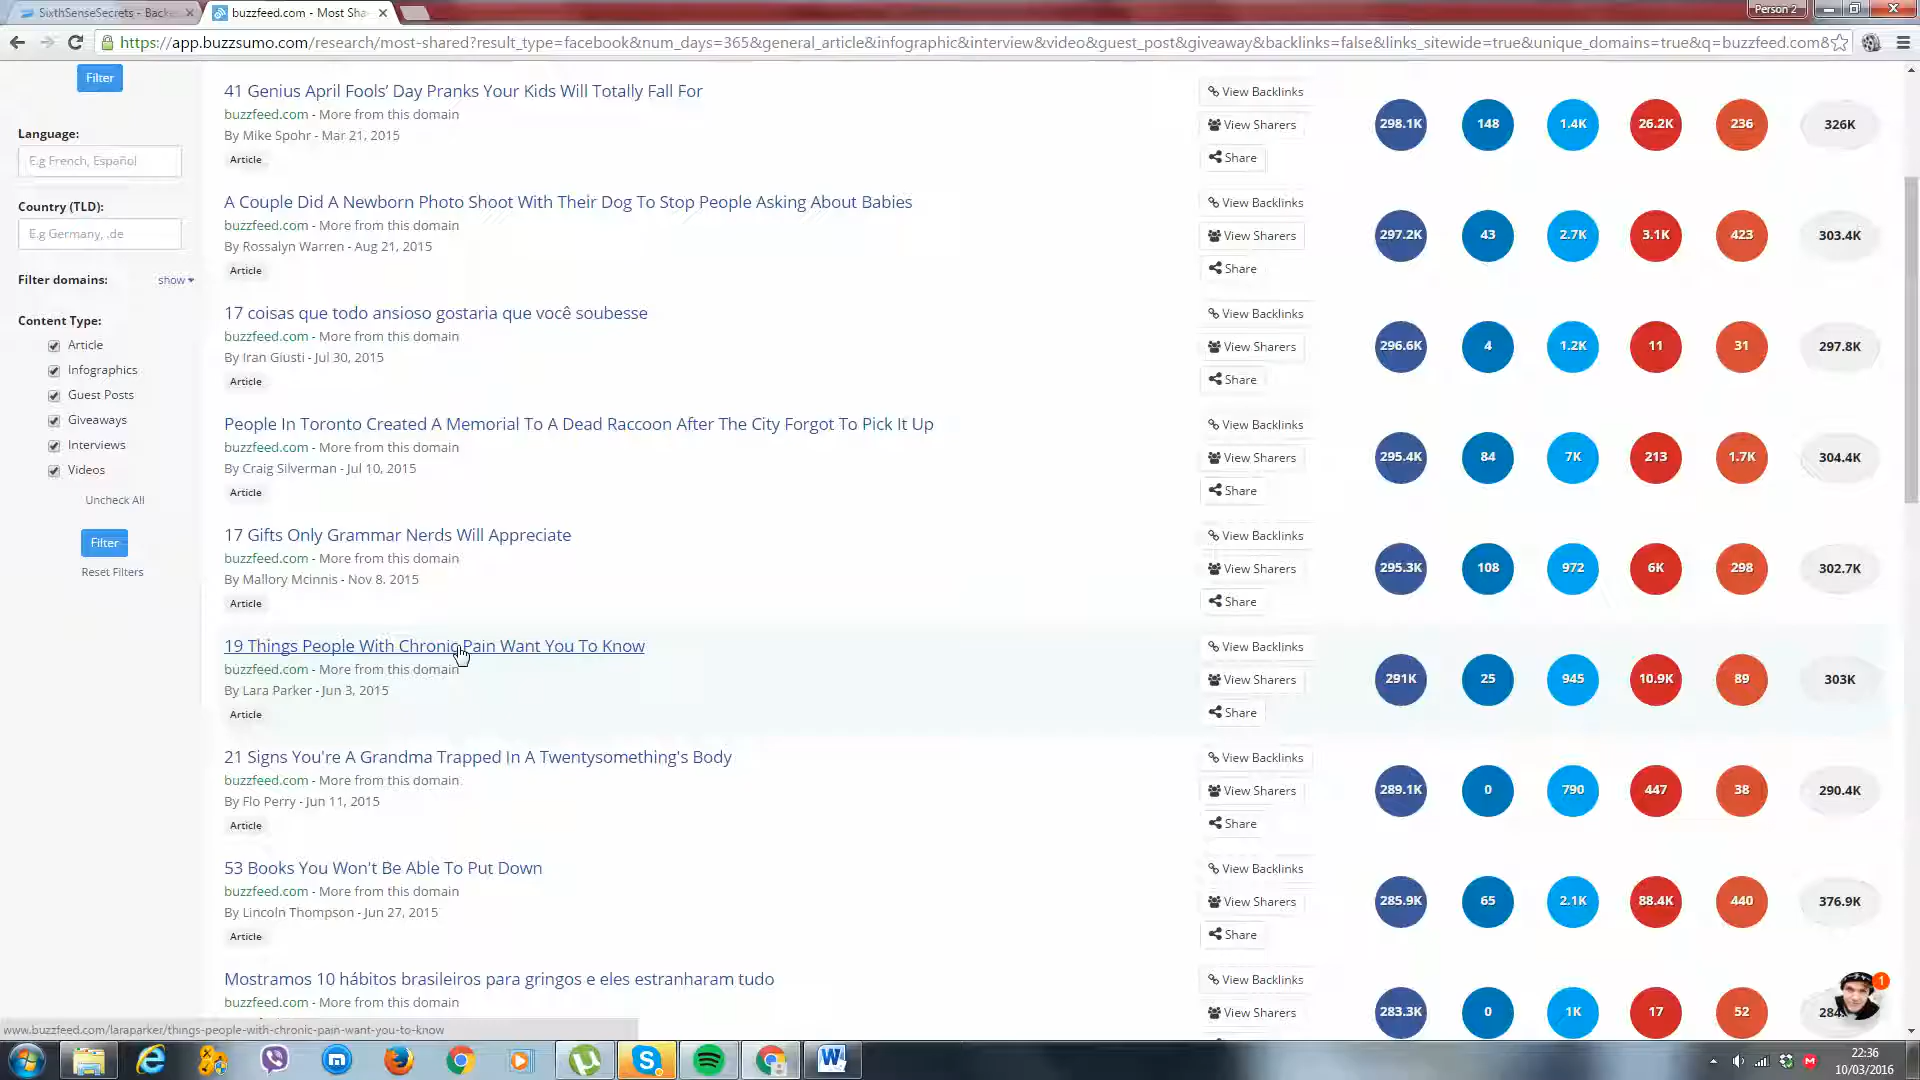 SixthSenseSecrets - Backe
buzzfeed.com - Most Sha
Person 2
https://app.buzzsumo.com/research/most-shared?result_type=facebook&num_days=365&general_article&infographic&interview&video&guest_post&giveaway&backlinks=false&links_sitewide=true&unique_domains=true&q=buzzfeed.com&
Filter
Language:
E.g French, Español
Country (TLD):
E.g Germany, .de
Filter domains: show
Content Type:
Article
Infographics
Guest Posts
Giveaways
Interviews
Videos
Uncheck All
Filter
Reset Filters
41 Genius April Fools' Day Pranks Your Kids Will Totally Fall For
buzzfeed.com - More from this domain
By Mike Spohr - Mar 21, 2015
Article
View Backlinks
View Sharers
Share
298.1K 148 1.4K 26.2K 236 326K
A Couple Did A Newborn Photo Shoot With Their Dog To Stop People Asking About Babies
buzzfeed.com - More from this domain
By Rossalyn Warren - Aug 21, 2015
Article
View Backlinks
View Sharers
Share
297.2K 43 2.7K 3.1K 423 303.4K
17 coisas que todo ansioso gostaria que você soubesse
buzzfeed.com - More from this domain
By Iran Giusti - Jul 30, 2015
Article
View Backlinks
View Sharers
Share
296.6K 4 1.2K 11 31 297.8K
People In Toronto Created A Memorial To A Dead Raccoon After The City Forgot To Pick It Up
buzzfeed.com - More from this domain
By Craig Silverman - Jul 10, 2015
Article
View Backlinks
View Sharers
Share
295.4K 84 7K 213 1.7K 304.4K
17 Gifts Only Grammar Nerds Will Appreciate
buzzfeed.com - More from this domain
By Mallory Mcinnis - Nov 8, 2015
Article
View Backlinks
View Sharers
Share
295.3K 108 972 6K 298 302.7K
19 Things People With Chronic Pain Want You To Know
buzzfeed.com - More from this domain
By Lara Parker - Jun 3, 2015
Article
View Backlinks
View Sharers
Share
291K 25 945 10.9K 89 303K
21 Signs You're A Grandma Trapped In A Twentysomething's Body
buzzfeed.com - More from this domain
By Flo Perry - Jun 11, 2015
Article
View Backlinks
View Sharers
Share
289.1K 0 790 447 38 290.4K
53 Books You Won't Be Able To Put Down
buzzfeed.com - More from this domain
By Lincoln Thompson - Jun 27, 2015
Article
View Backlinks
View Sharers
Share
285.9K 65 2.1K 88.4K 440 376.9K
Mostramos 10 hábitos brasileiros para gringos e eles estranharam tudo
buzzfeed.com - More from this domain
View Backlinks
View Sharers
283.3K 0 1K 17 52
1
www.buzzfeed.com/laraparker/things-people-with-chronic-pain-want-you-to-know
22:36
10/03/2016